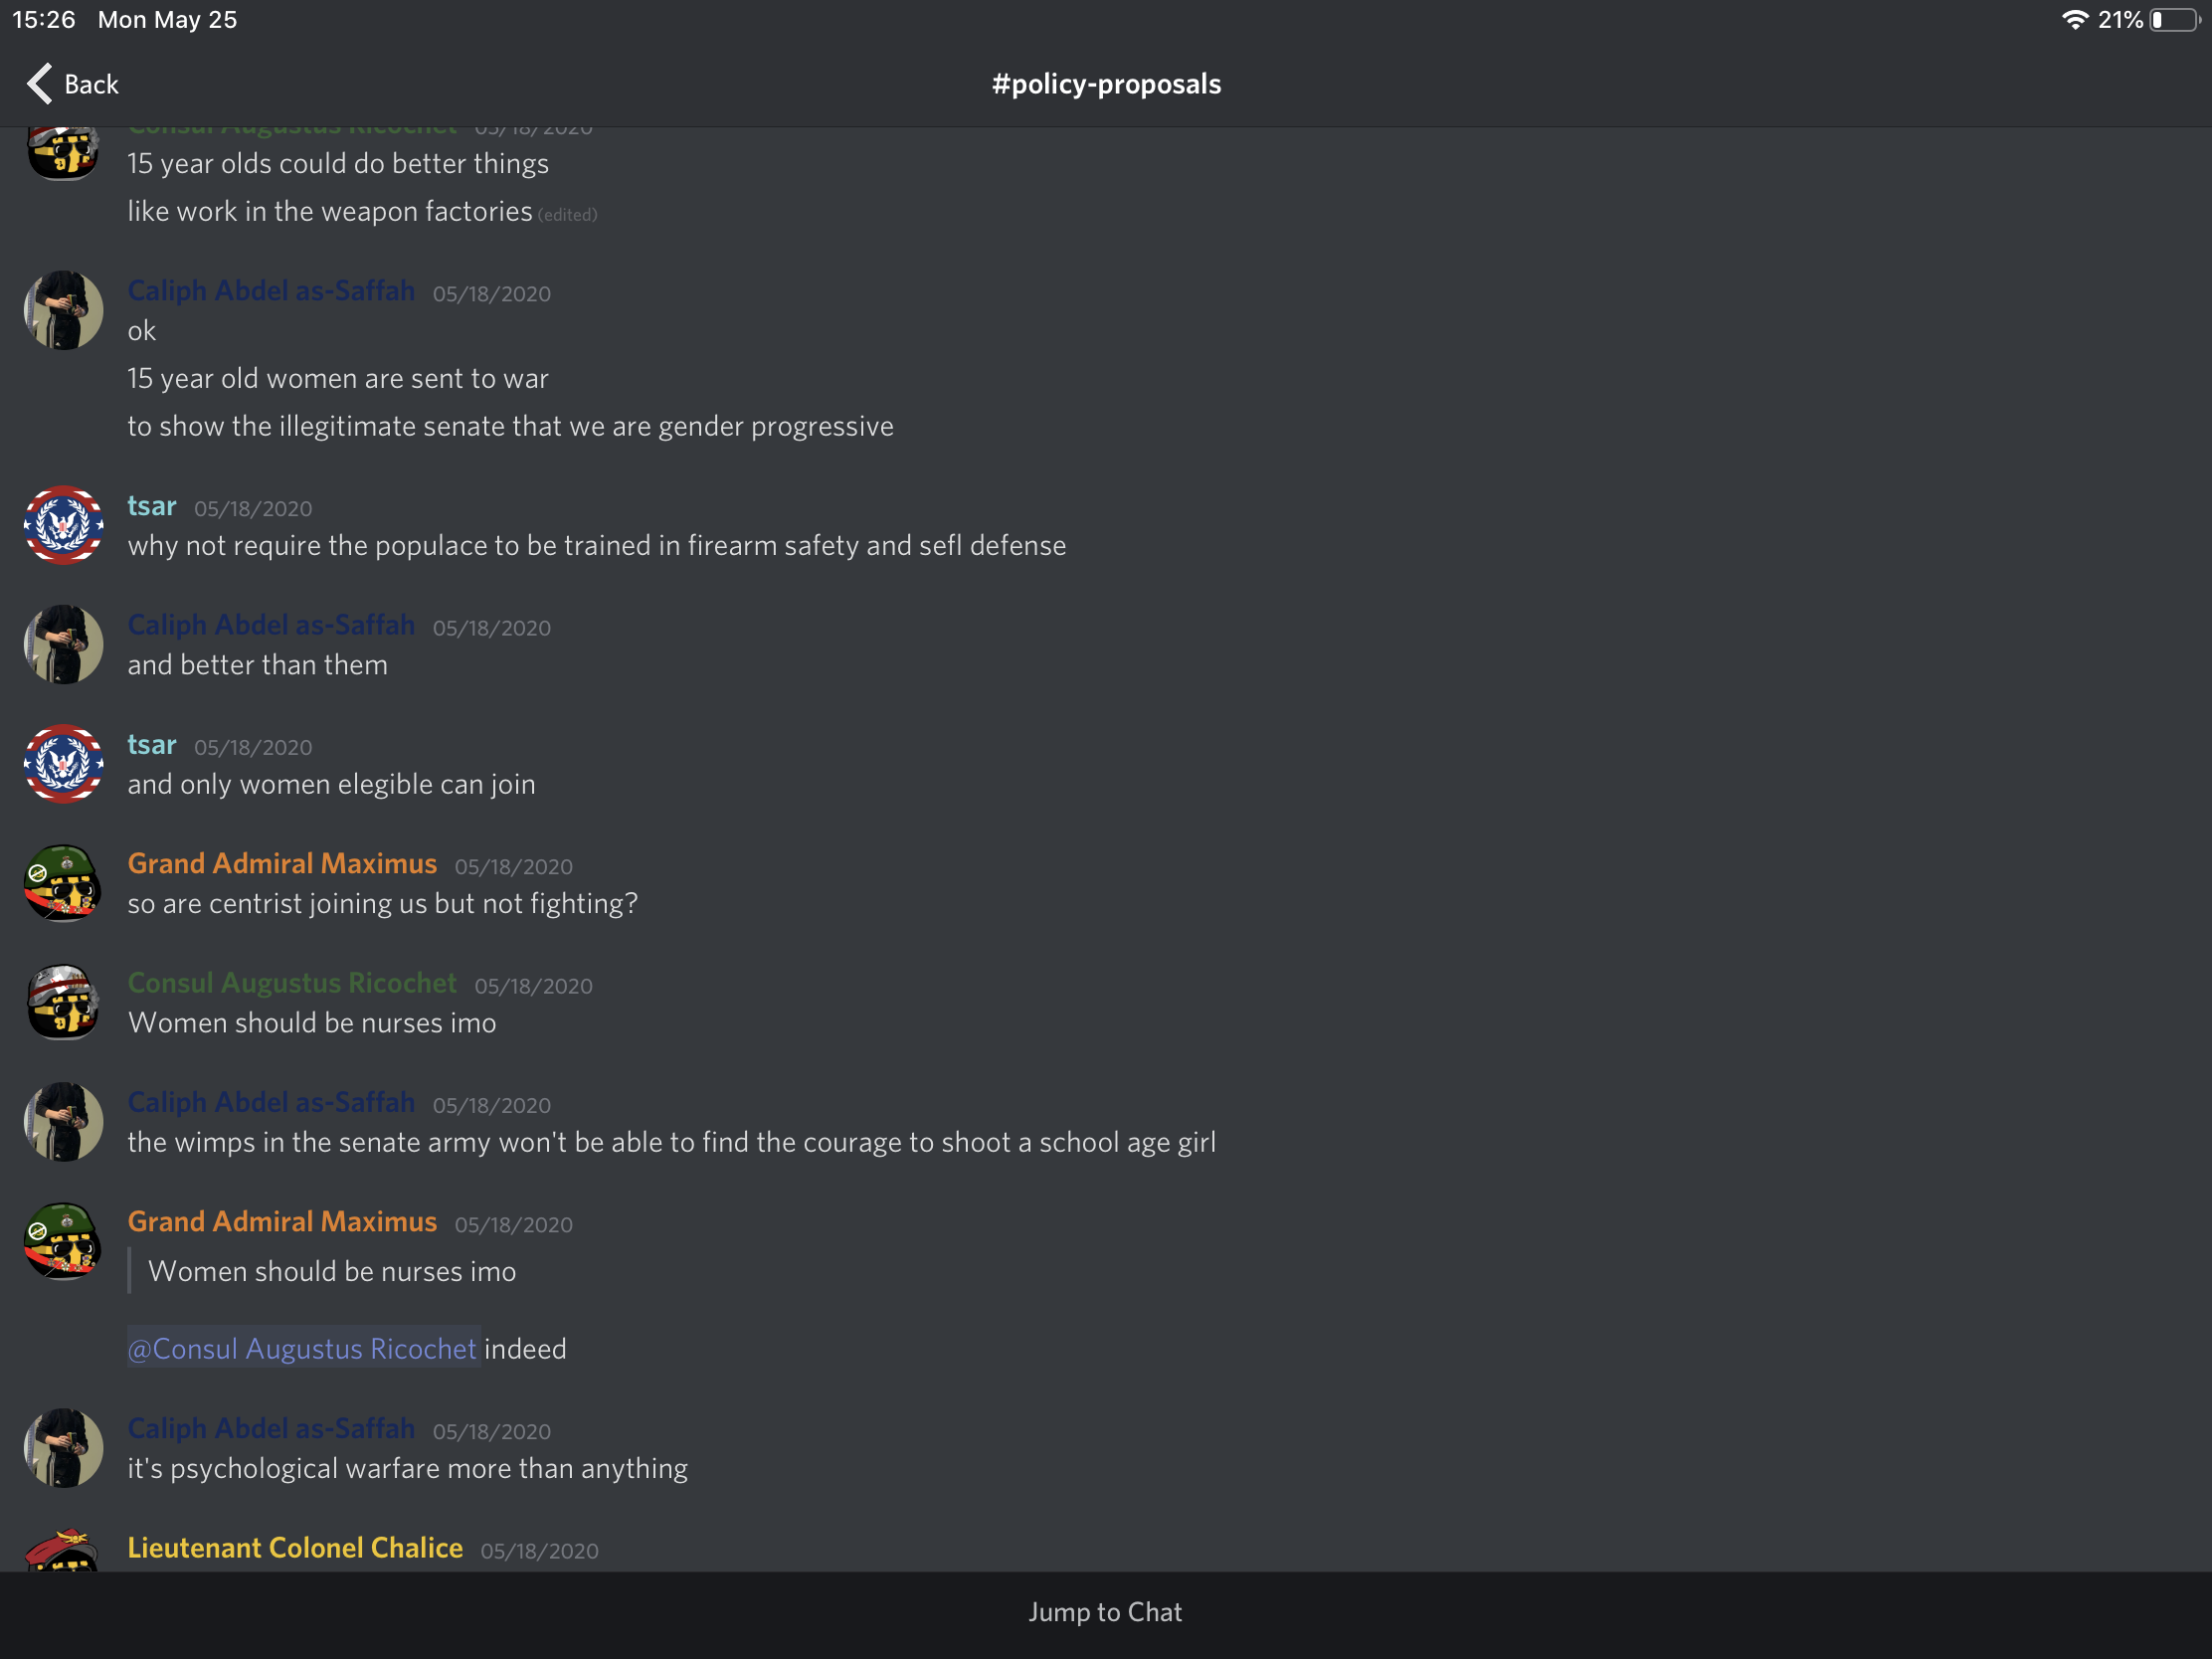 15:26 Mon May 25
21%
Back
#policy-proposals
Consul Augustus Ricochet 05/18/2020
15 year olds could do better things
like work in the weapon factories (edited)
Caliph Abdel as-Saffah 05/18/2020
ok
15 year old women are sent to war
to show the illegitimate senate that we are gender progressive
tsar 05/18/2020
why not require the populace to be trained in firearm safety and sefl defense
Caliph Abdel as-Saffah 05/18/2020
and better than them
tsar 05/18/2020
and only women elegible can join
Grand Admiral Maximus 05/18/2020
so are centrist joining us but not fighting?
Consul Augustus Ricochet 05/18/2020
Women should be nurses imo
Caliph Abdel as-Saffah 05/18/2020
the wimps in the senate army won't be able to find the courage to shoot a school age girl
Grand Admiral Maximus 05/18/2020
Women should be nurses imo
@Consul Augustus Ricochet indeed
Caliph Abdel as-Saffah 05/18/2020
it's psychological warfare more than anything
Lieutenant Colonel Chalice 05/18/2020
Jump to Chat